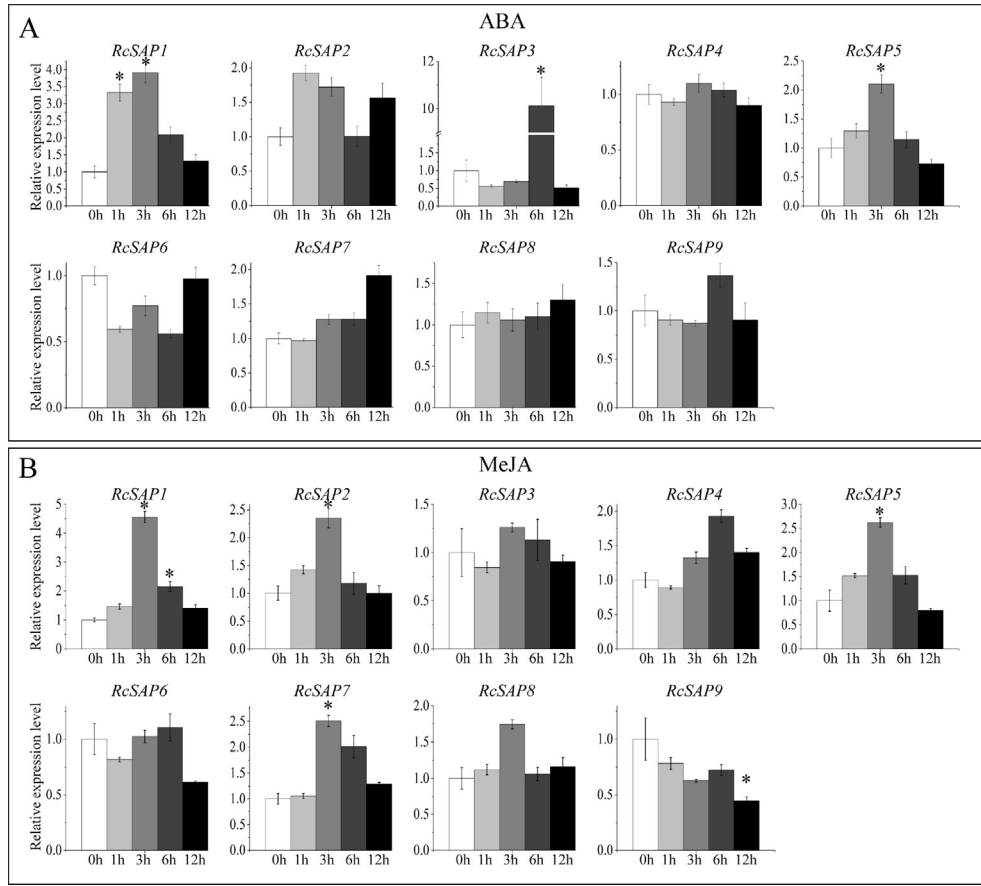 A
ABA
RcSAP1 RcSAP2 RcSAP3 RcSAP4 RcSAP5
Relative expression level
4.0 3.5 3.0 2.5 2.0 1.5 1.0 0.5 0.0
* *
0h 1h 3h 6h 12h
2.0 1.5 1.0 0.5 0.0
0h 1h 3h 6h 12h
12 10 1.0 0.5 0.0
*
0h 1h 3h 6h 12h
1.0 0.5 0.0
0h 1h 3h 6h 12h
2.5 2.0 1.5 1.0 0.5 0.0
*
0h 1h 3h 6h 12h
RcSAP6 RcSAP7 RcSAP8 RcSAP9
Relative expression level
1.0 0.5 0.0
0h 1h 3h 6h 12h
2.0 1.5 1.0 0.5 0.0
0h 1h 3h 6h 12h
1.5 1.0 0.5 0.0
0h 1h 3h 6h 12h
1.5 1.0 0.5 0.0
0h 1h 3h 6h 12h
B
MeJA
RcSAP1 RcSAP2 RcSAP3 RcSAP4 RcSAP5
Relative expression level
5 4 3 2 1 0
* *
0h 1h 3h 6h 12h
2.5 2.0 1.5 1.0 0.5 0.0
*
0h 1h 3h 6h 12h
1.5 1.0 0.5 0.0
0h 1h 3h 6h 12h
2.0 1.5 1.0 0.5 0.0
0h 1h 3h 6h 12h
3.0 2.5 2.0 1.5 1.0 0.5 0.0
*
0h 1h 3h 6h 12h
RcSAP6 RcSAP7 RcSAP8 RcSAP9
Relative expression level
1.0 0.5 0.0
0h 1h 3h 6h 12h
2.5 2.0 1.5 1.0 0.5 0.0
*
0h 1h 3h 6h 12h
2.0 1.5 1.0 0.5 0.0
0h 1h 3h 6h 12h
1.0 0.5 0.0
*
0h 1h 3h 6h 12h